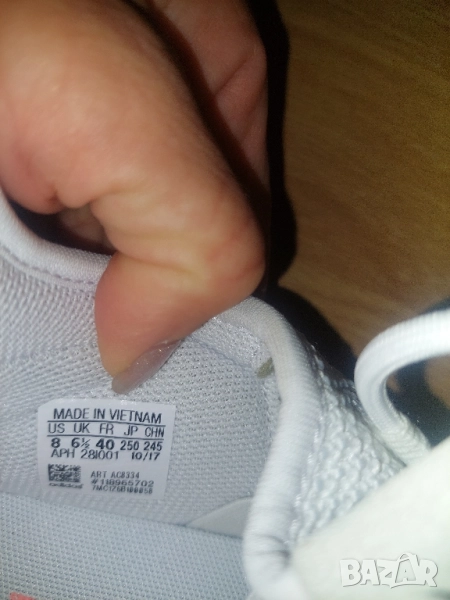 MADE IN VIETNAM
US UK FR JP CHN
8 6½ 40 250 245
APH 28I001 10/17
ART AC8334
BAZAR